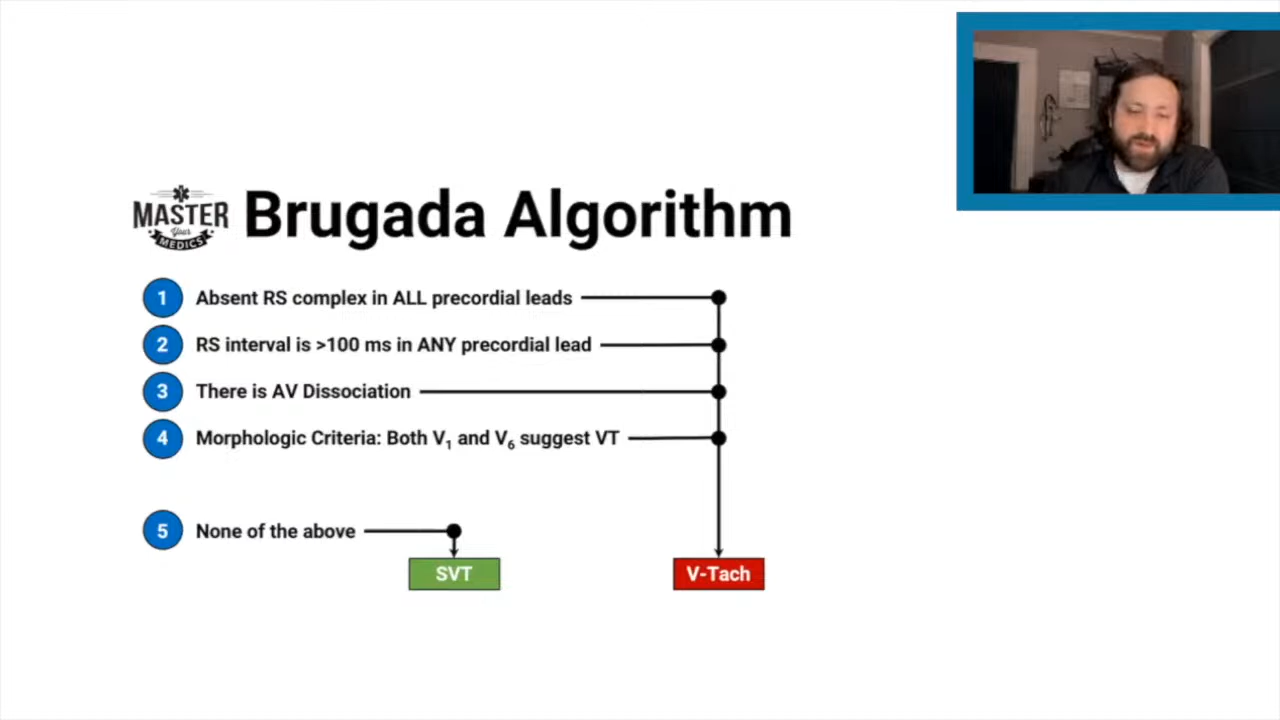 MASTER
Your
MEDICS
Brugada Algorithm
1 Absent RS complex in ALL precordial leads
2 RS interval is >100 ms in ANY precordial lead
3 There is AV Dissociation
4 Morphologic Criteria: Both V₁ and V₆ suggest VT
5 None of the above
SVT
V-Tach